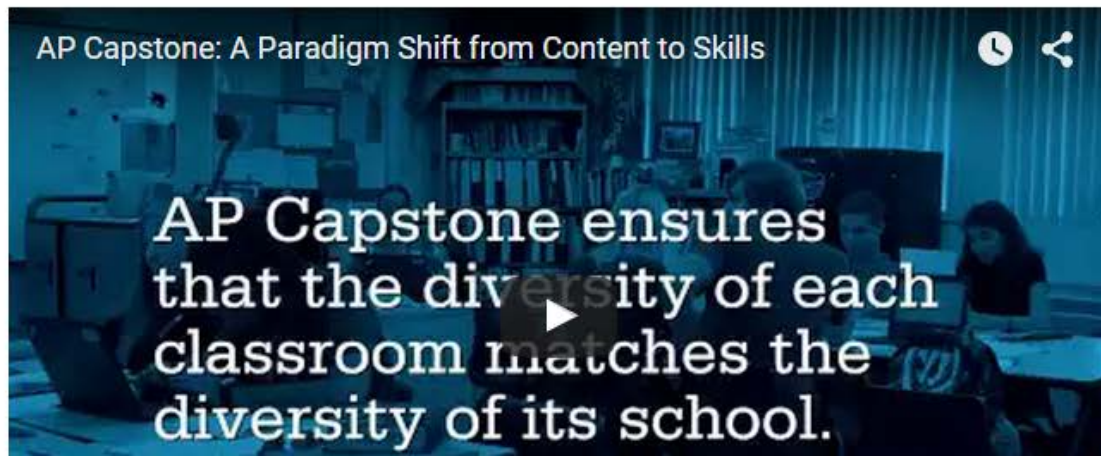 AP Capstone: A Paradigm Shift from Content to Skills
AP Capstone ensures
that the diversity of each
classroom matches the
diversity of its school.